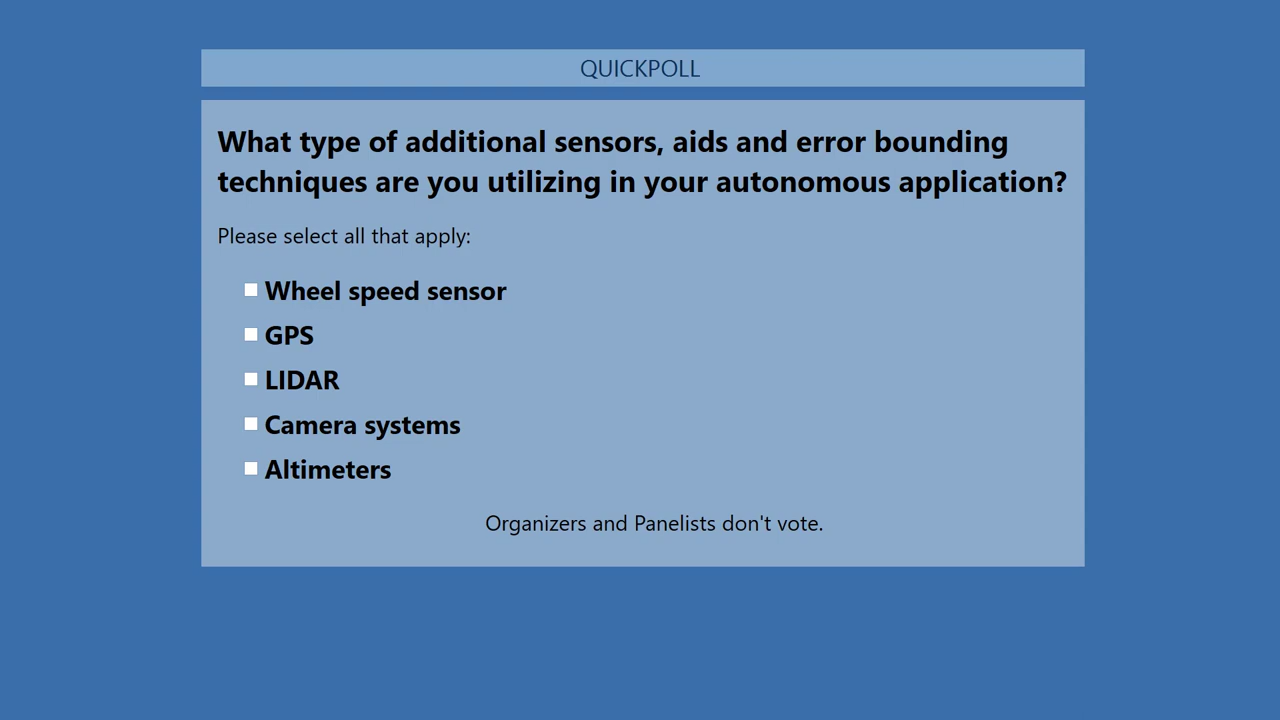 QUICKPOLL
What type of additional sensors, aids and error bounding
techniques are you utilizing in your autonomous application?
Please select all that apply:
Wheel speed sensor
GPS
LIDAR
Camera systems
Altimeters
Organizers and Panelists don't vote.